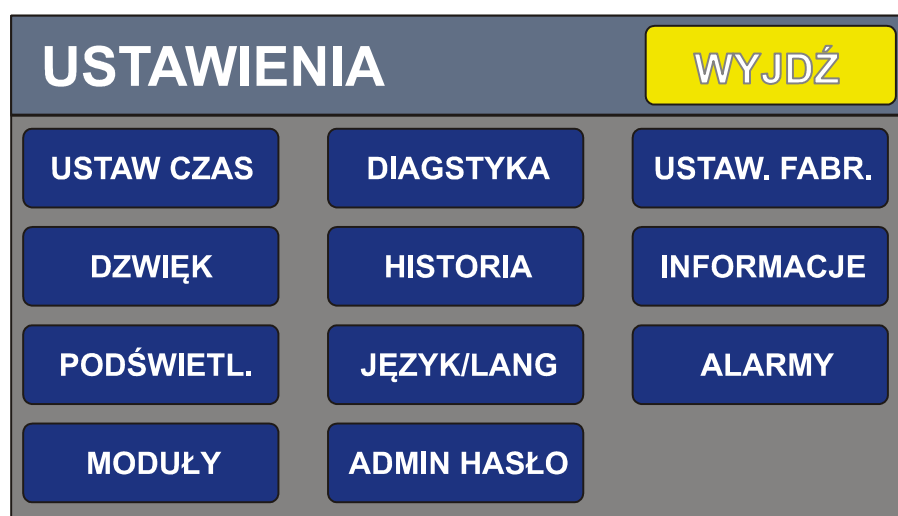 USTAWIENIA
WYJDŹ
USTAW CZAS
DIAGSTYKA
USTAW. FABR.
DZWIĘK
HISTORIA
INFORMACJE
PODŚWIETL.
JĘZYK/LANG
ALARMY
MODUŁY
ADMIN HASŁO